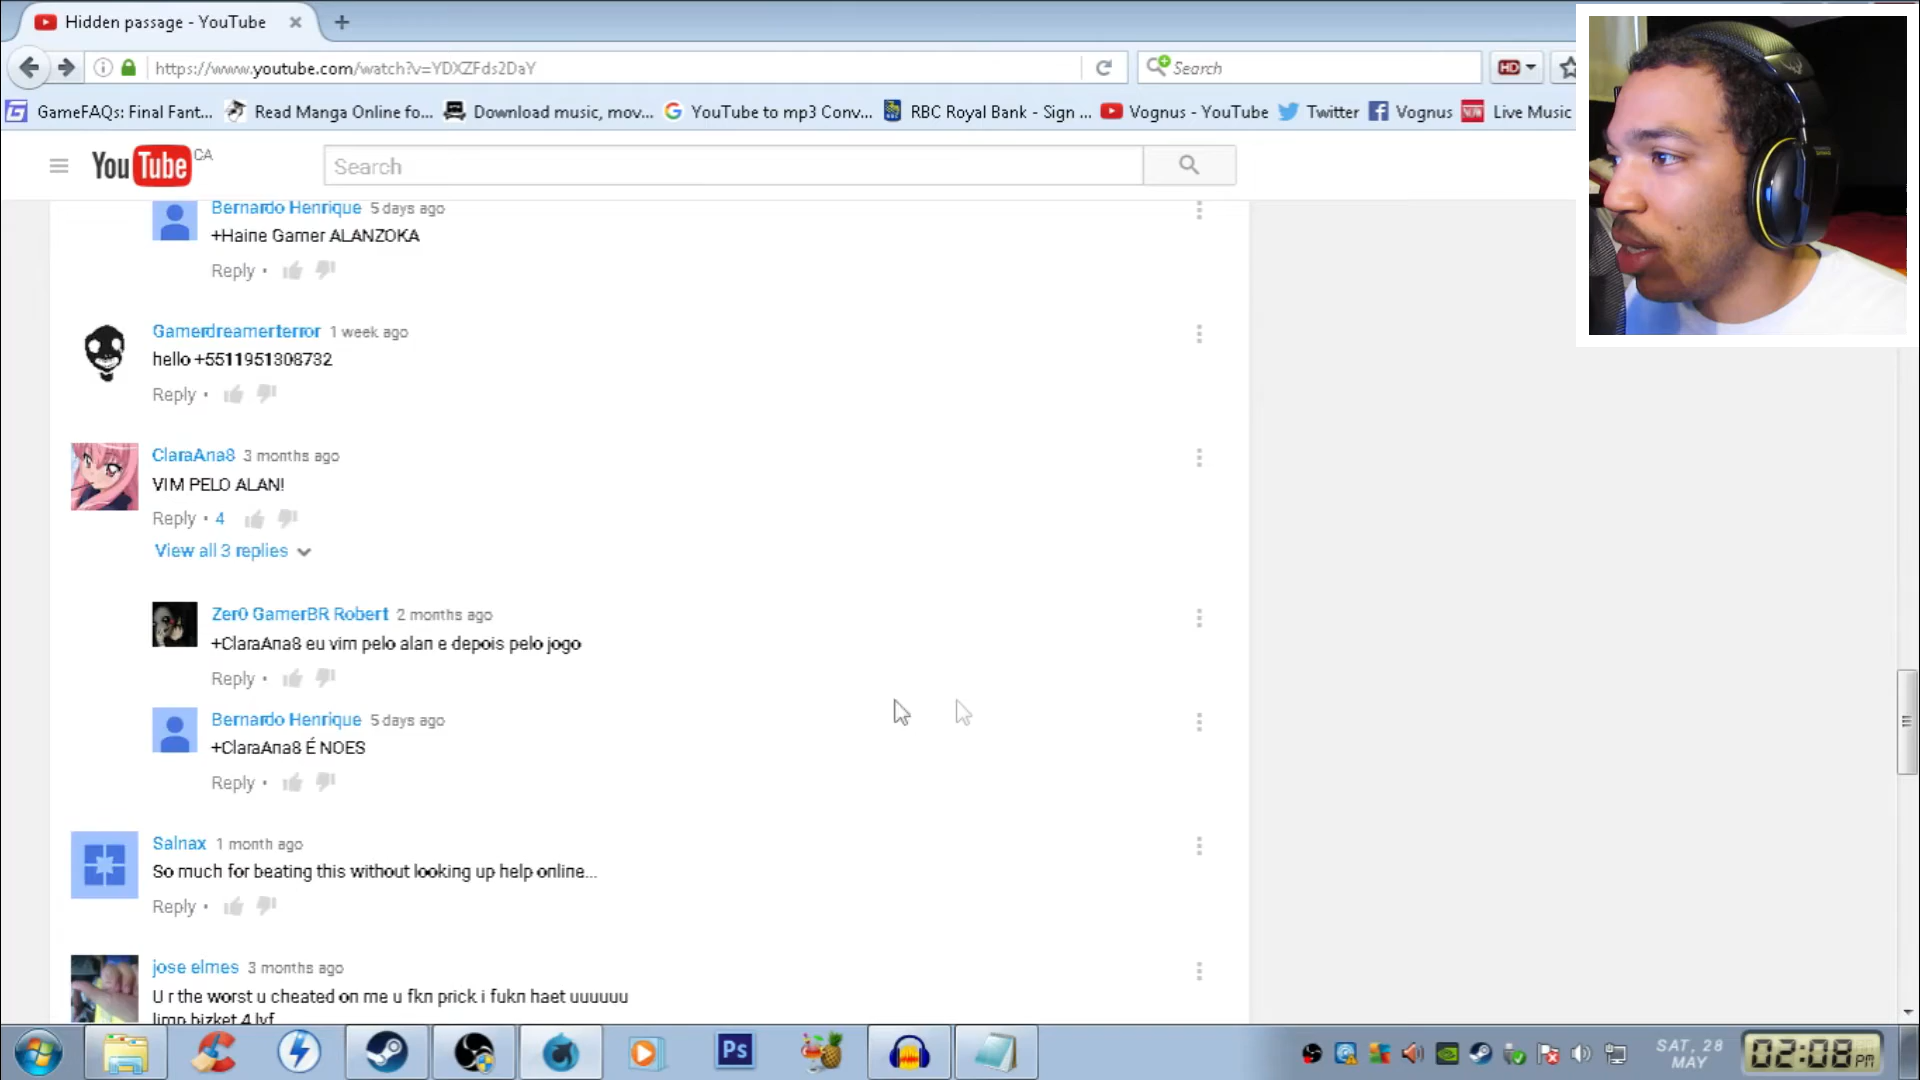 Hidden passage - YouTube
https://www.youtube.com/watch?v=YDXZFds2DaY
Search
HD
GameFAQs: Final Fant...
Read Manga Online fo...
Download music, mov...
YouTube to mp3 Conv...
RBC Royal Bank - Sign ...
Vognus - YouTube
Twitter
Vognus
Live Music
YouTube CA
Search
Bernardo Henrique 5 days ago
+Haine Gamer ALANZOKA
Reply •
Gamerdreamerterror 1 week ago
hello +5511951308732
Reply •
ClaraAna8 3 months ago
VIM PELO ALAN!
Reply • 4
View all 3 replies
Zer0 GamerBR Robert 2 months ago
+ClaraAna8 eu vim pelo alan e depois pelo jogo
Reply •
Bernardo Henrique 5 days ago
+ClaraAna8 É NOES
Reply •
Salnax 1 month ago
So much for beating this without looking up help online...
Reply •
jose elmes 3 months ago
U r the worst u cheated on me u fkn prick i fukn haet uuuuuu
limp bizket 4 lyf
Ps
SAT, 28
MAY
02:08 PM